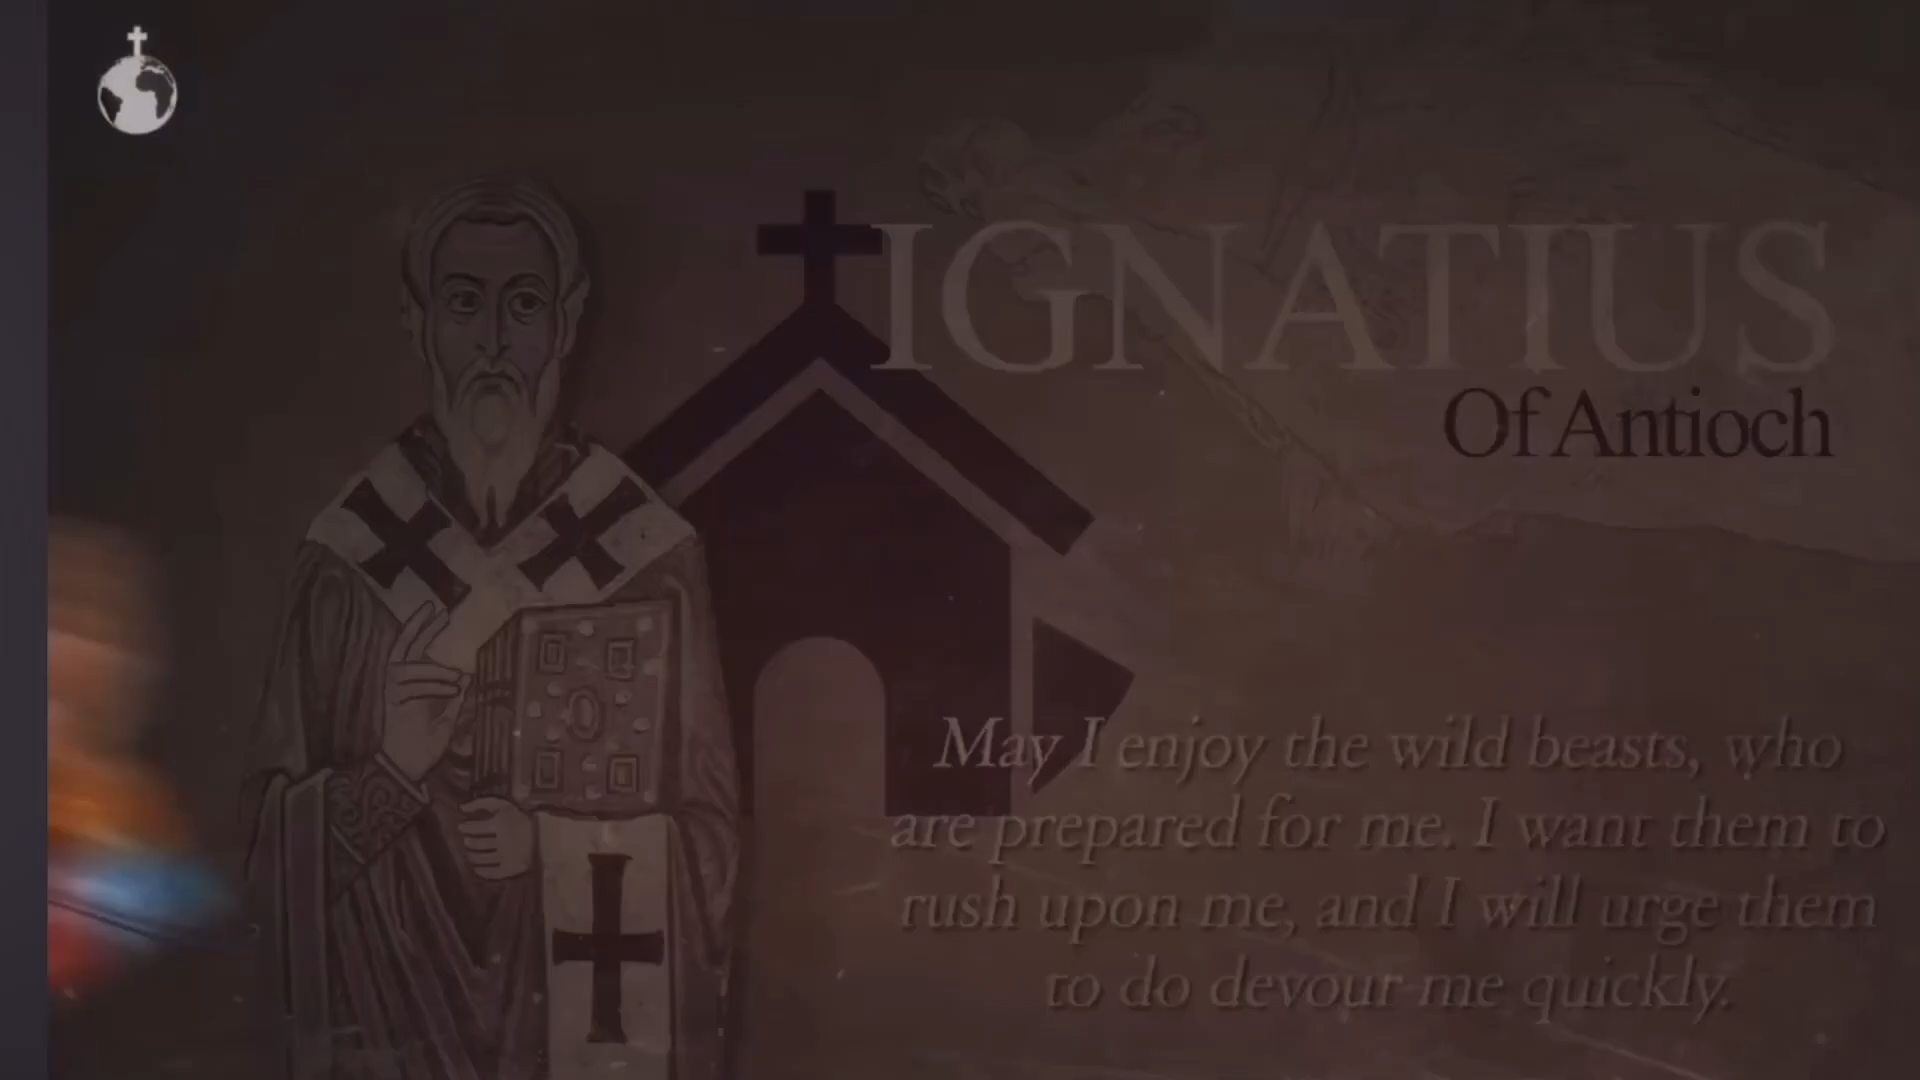 IGNATIUS
Of Antioch
May I enjoy the wild beasts, who
are prepared for me. I want them to
rush upon me, and I will urge them
to do devour me quickly.